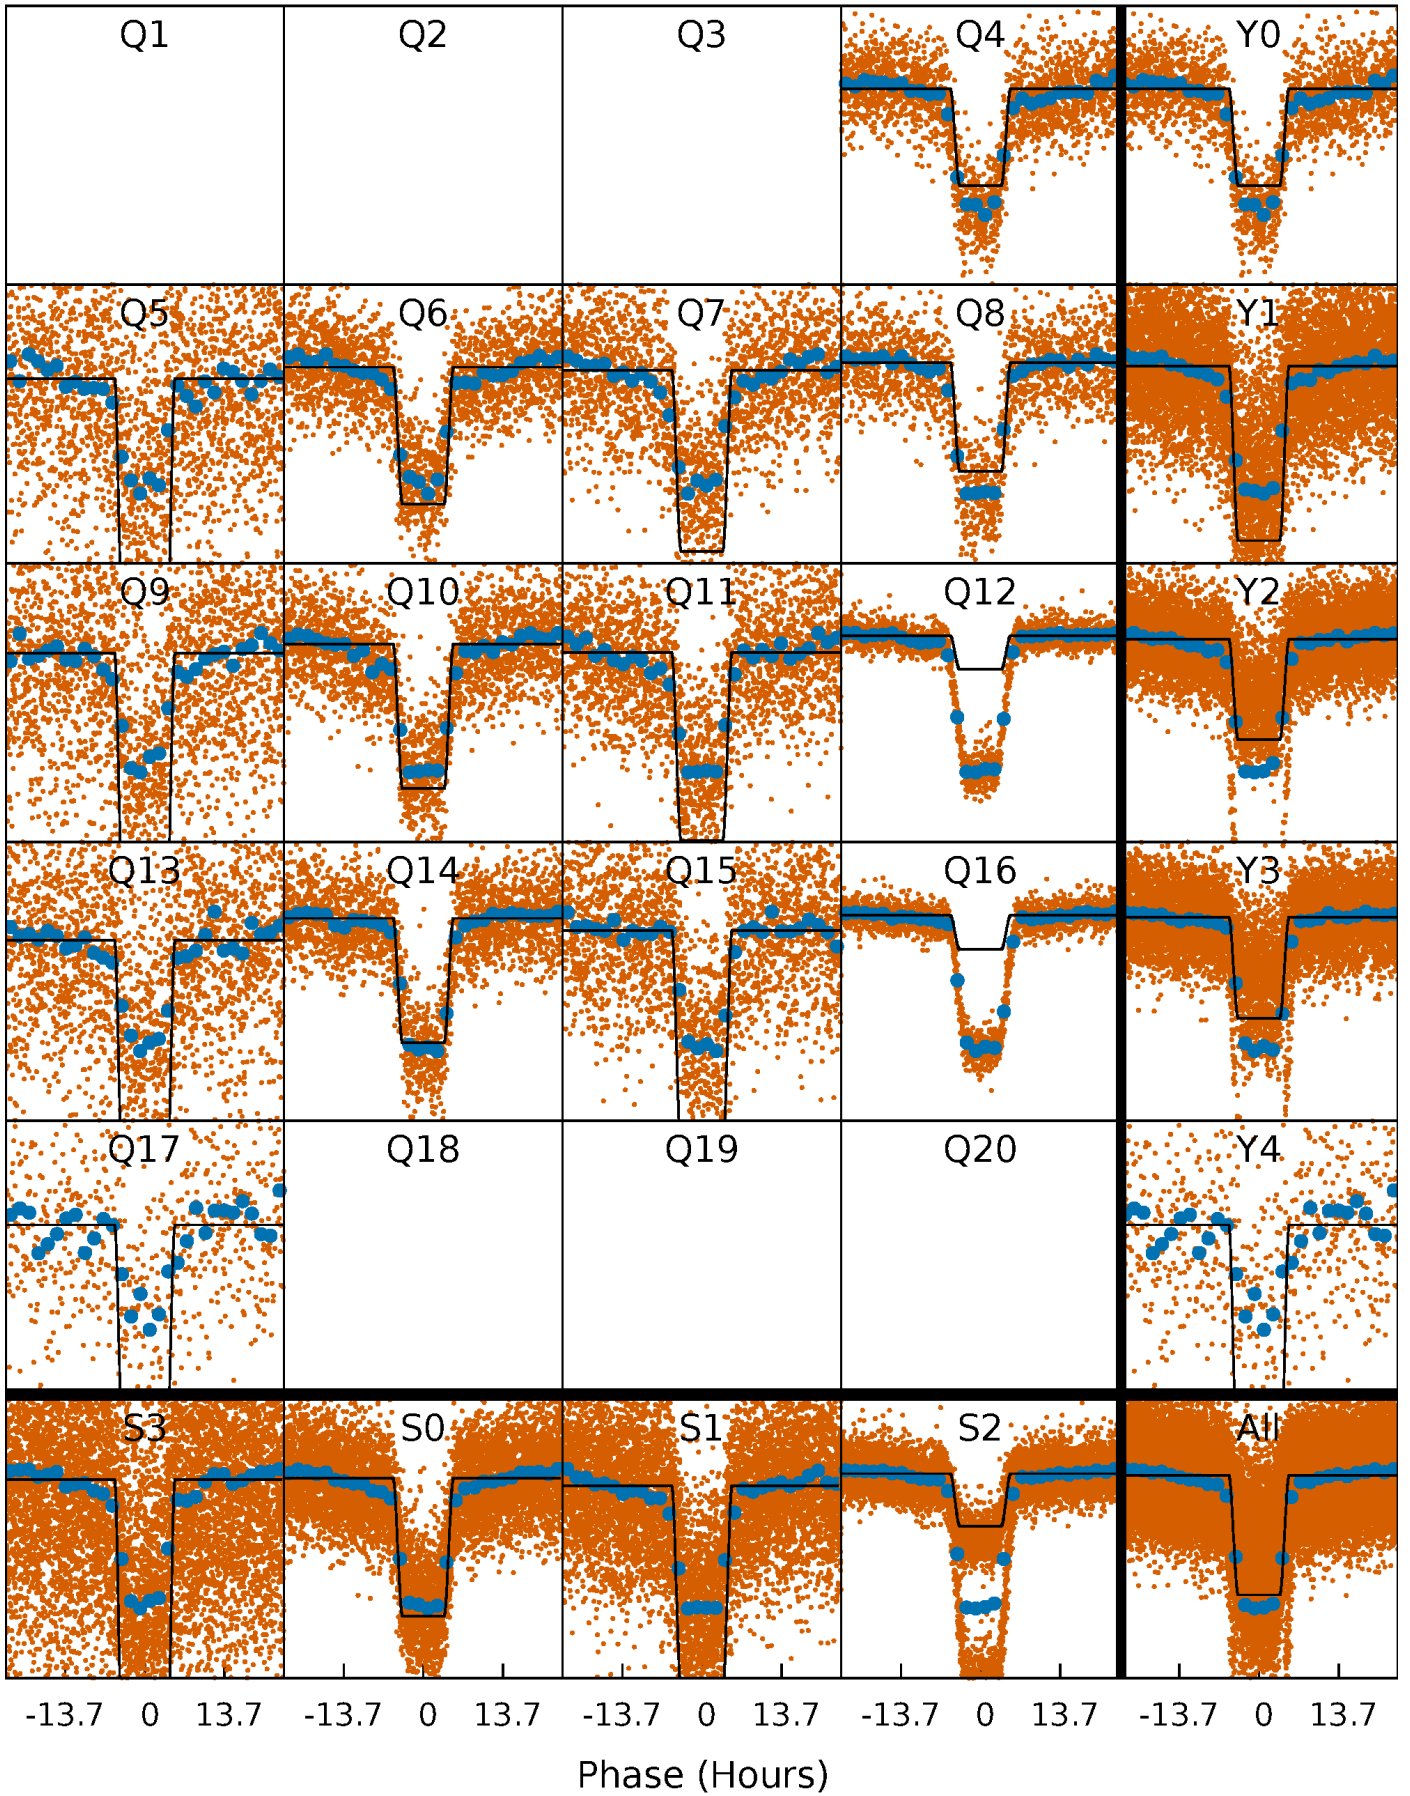 Q1 Q2 Q3 Q4 Y0
Q5 Q6 Q7 Q8 Y1
Q9 Q10 Q11 Q12 Y2
Q13 Q14 Q15 Q16 Y3
Q17 Q18 Q19 Q20 Y4
S3 S0 S1 S2 All
-13.7 0 13.7 -13.7 0 13.7 -13.7 0 13.7 -13.7 0 13.7 -13.7 0 13.7
Phase (Hours)